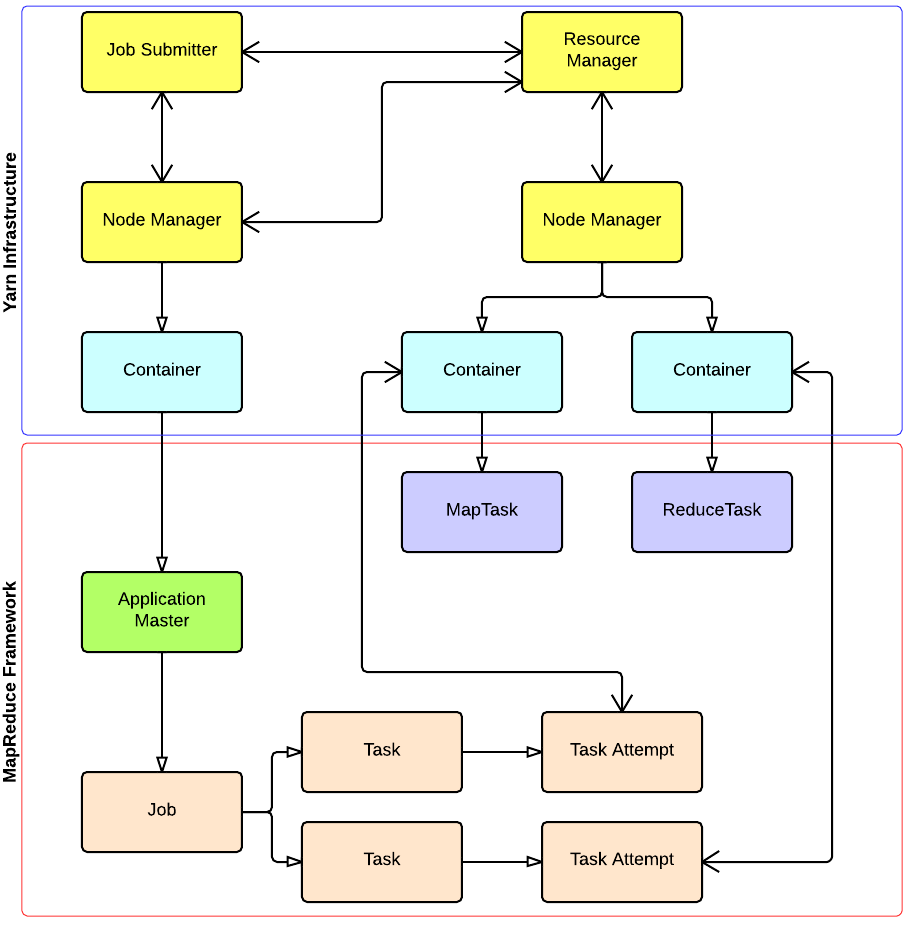 Yarn Infrastructure
Job Submitter
Resource
Manager
Node Manager
Node Manager
Container
Container
Container
MapReduce Framework
MapTask
ReduceTask
Application
Master
Task
Task Attempt
Job
Task
Task Attempt